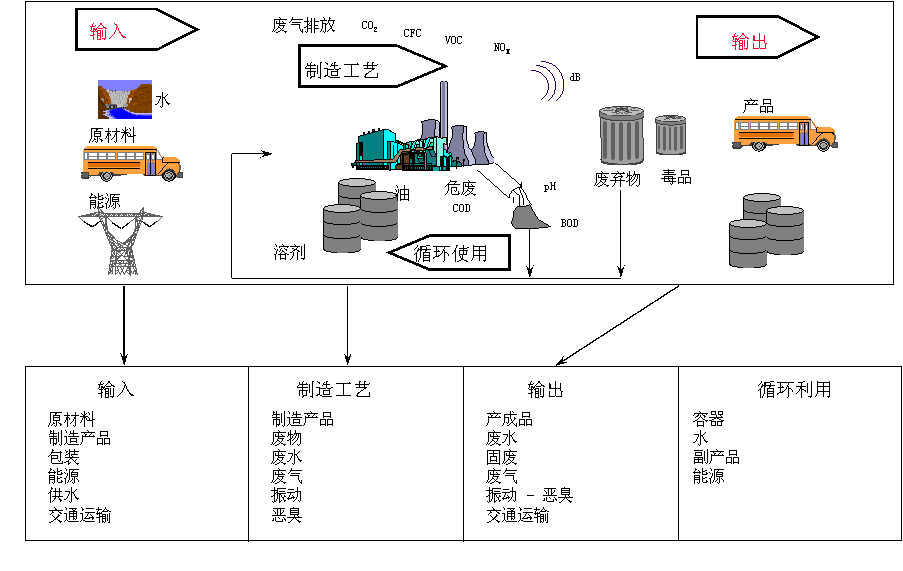 输入
废气排放
CO2
CFC
VOC
NOX
制造工艺
dB
输出
水
原材料
产品
能源
油
危废
COD
pH
BOD
废弃物
毒品
溶剂
循环使用
输入
原材料
制造产品
包装
能源
供水
交通运输
制造工艺
制造产品
废物
废水
废气
振动
恶臭
输出
产成品
废水
固废
废气
振动 - 恶臭
交通运输
循环利用
容器
水
副产品
能源